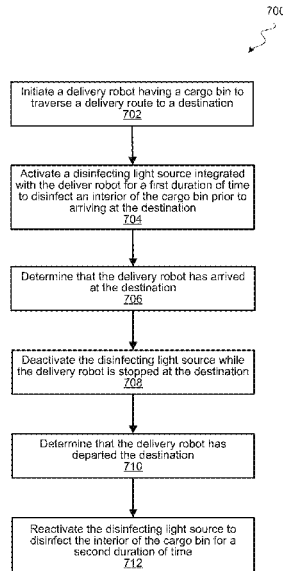 700
Initiate a delivery robot having a cargo bin to
traverse a delivery route to a destination
702
Activate a disinfecting light source integrated
with the deliver robot for a first duration of time
to disinfect an interior of the cargo bin prior to
arriving at the destination
704
Determine that the delivery robot has arrived
at the destination
706
Deactivate the disinfecting light source while
the delivery robot is stopped at the destination
708
Determine that the delivery robot has
departed the destination
710
Reactivate the disinfecting light source to
disinfect the interior of the cargo bin for a
second duration of time
712